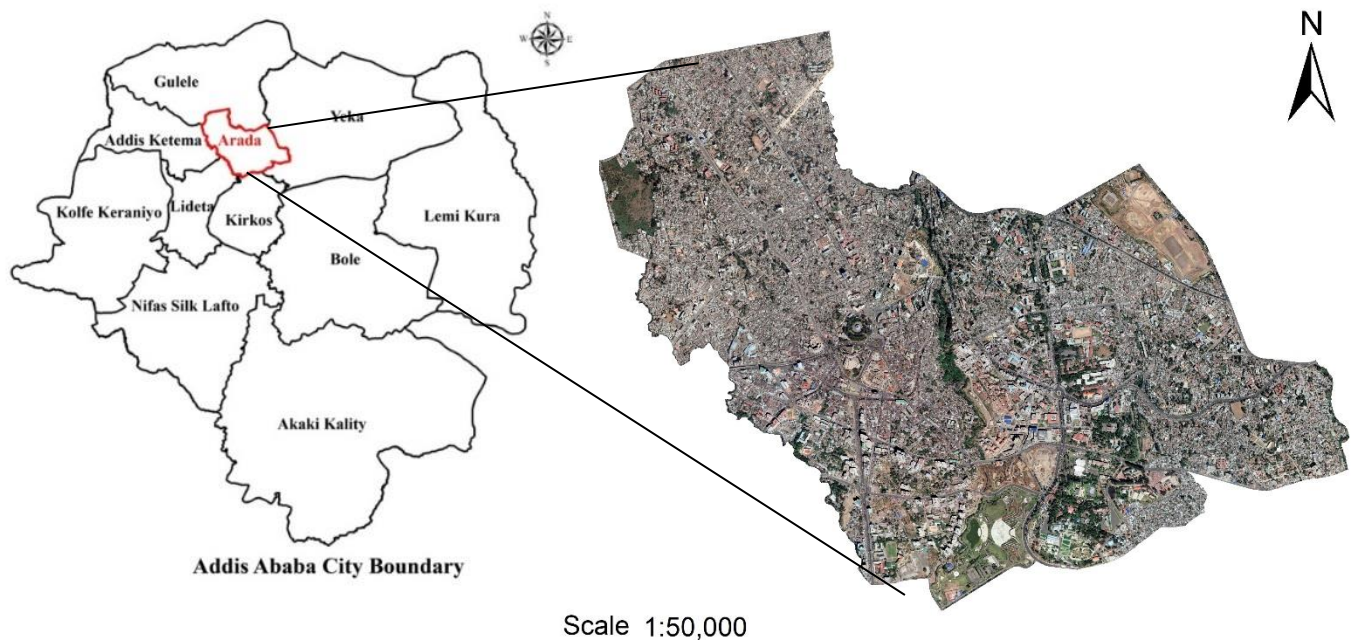 N
W E
S
N
Gulele
Yeka
Addis Ketema
Arada
Kolfe Keraniyo
Lideta
Kirkos
Lemi Kura
Bole
Nifas Silk Lafto
Akaki Kality
Addis Ababa City Boundary
Scale 1:50,000